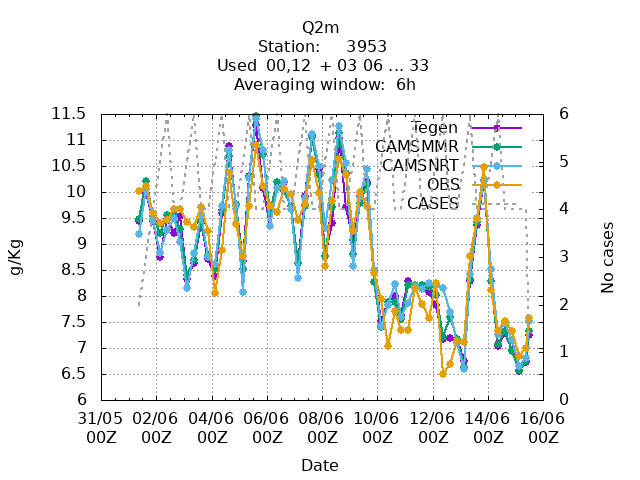 Q2m
Station: 3953
Used 00,12 + 03 06 ... 33
Averaging window: 6h
11.5
11
10.5
10
9.5
9
8.5
8
7.5
7
6.5
6
g/Kg
Tegen
CAMSMMR
CAMSNRT
OBS
CASES
6
5
4
3
2
1
0
No cases
31/05 02/06 04/06 06/06 08/06 10/06 12/06 14/06 16/06
00Z 00Z 00Z 00Z 00Z 00Z 00Z 00Z 00Z
Date